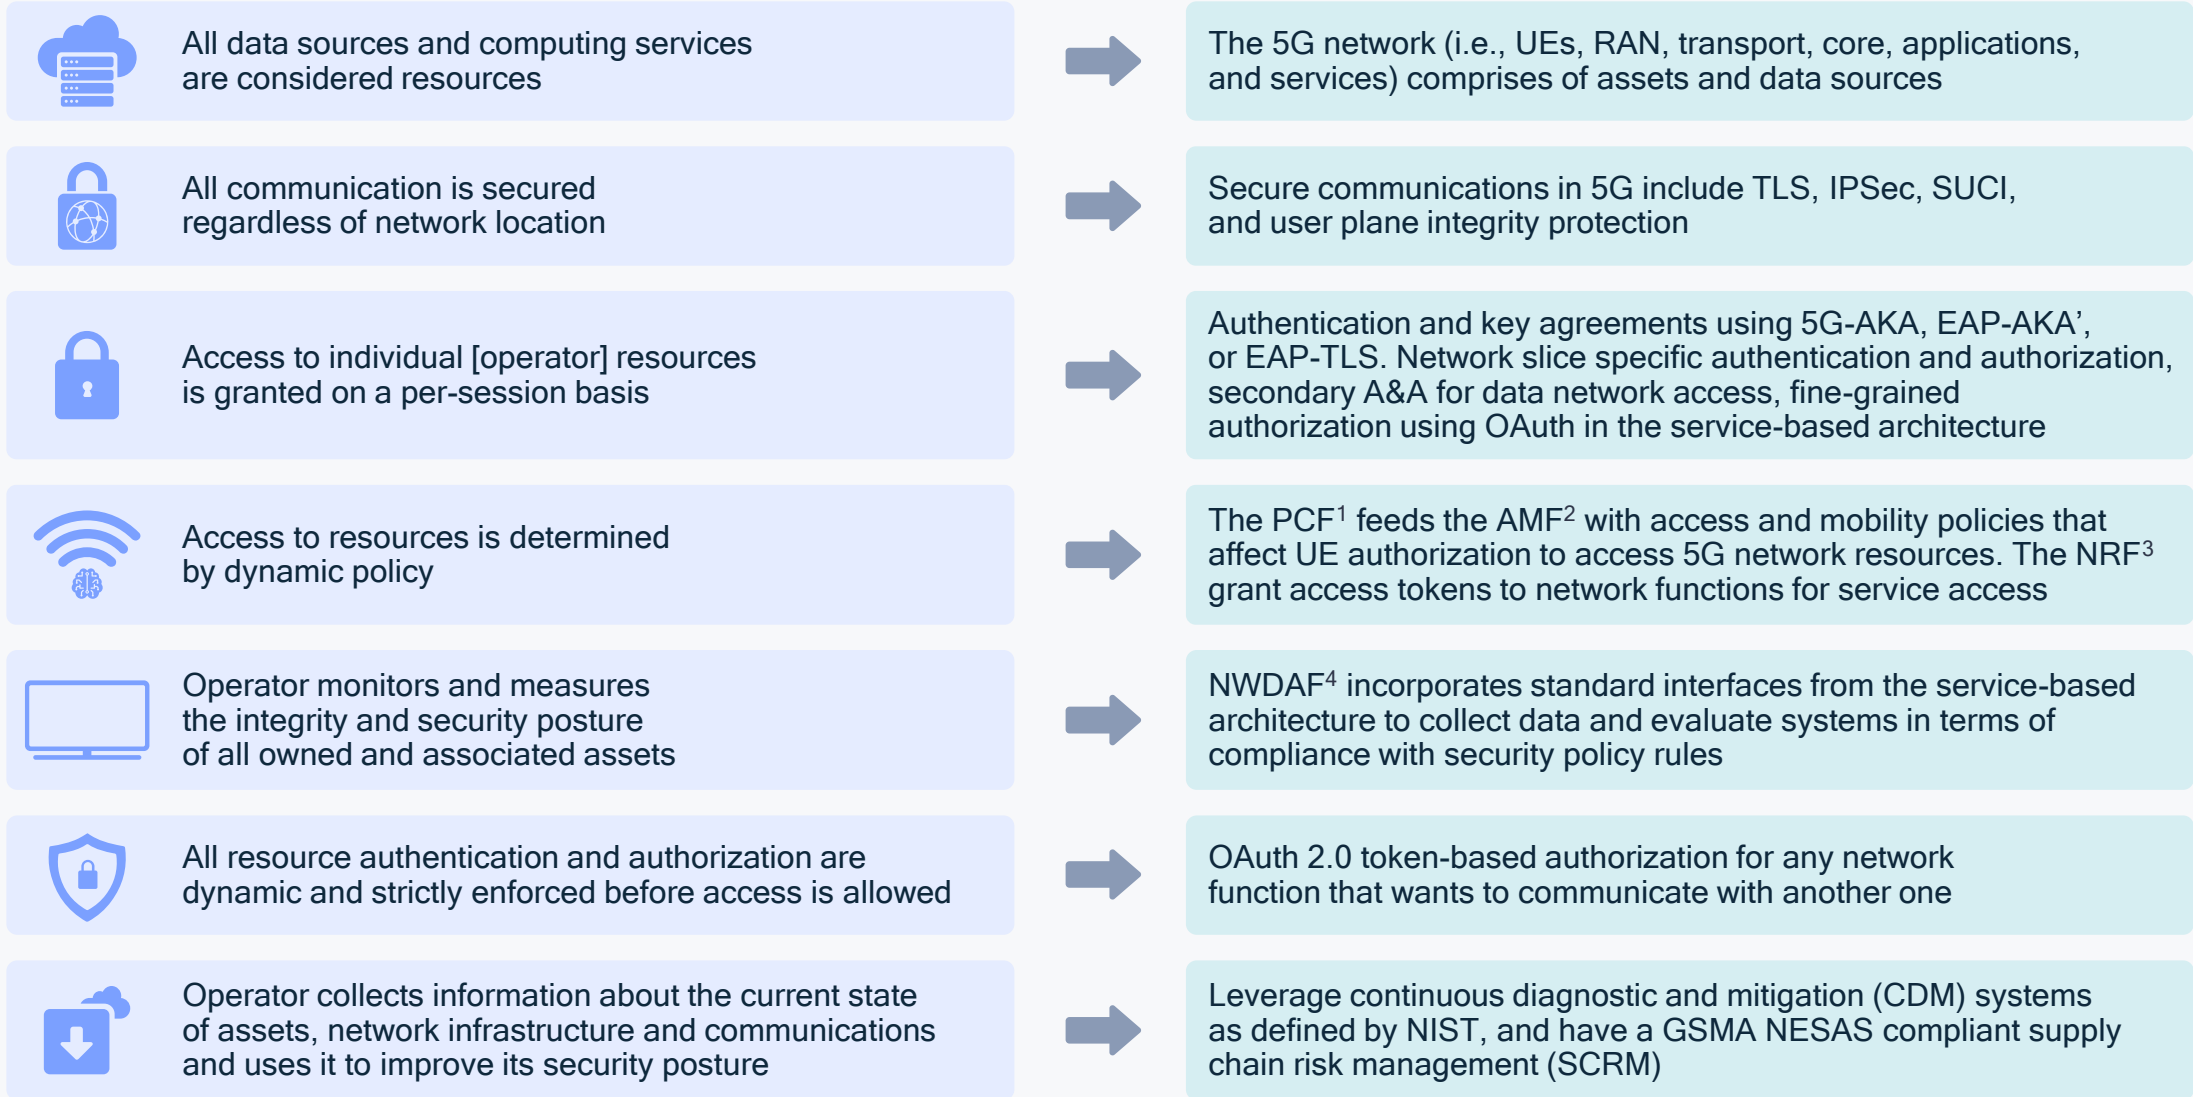 All data sources and computing services
are considered resources
The 5G network (i.e., UEs, RAN, transport, core, applications,
and services) comprises of assets and data sources
All communication is secured
regardless of network location
Secure communications in 5G include TLS, IPSec, SUCI,
and user plane integrity protection
Access to individual [operator] resources
is granted on a per-session basis
Authentication and key agreements using 5G-AKA, EAP-AKA’,
or EAP-TLS. Network slice specific authentication and authorization,
secondary A&A for data network access, fine-grained
authorization using OAuth in the service-based architecture
Access to resources is determined
by dynamic policy
The PCF¹ feeds the AMF² with access and mobility policies that
affect UE authorization to access 5G network resources. The NRF³
grant access tokens to network functions for service access
Operator monitors and measures
the integrity and security posture
of all owned and associated assets
NWDAF⁴ incorporates standard interfaces from the service-based
architecture to collect data and evaluate systems in terms of
compliance with security policy rules
All resource authentication and authorization are
dynamic and strictly enforced before access is allowed
OAuth 2.0 token-based authorization for any network
function that wants to communicate with another one
Operator collects information about the current state
of assets, network infrastructure and communications
and uses it to improve its security posture
Leverage continuous diagnostic and mitigation (CDM) systems
as defined by NIST, and have a GSMA NESAS compliant supply
chain risk management (SCRM)